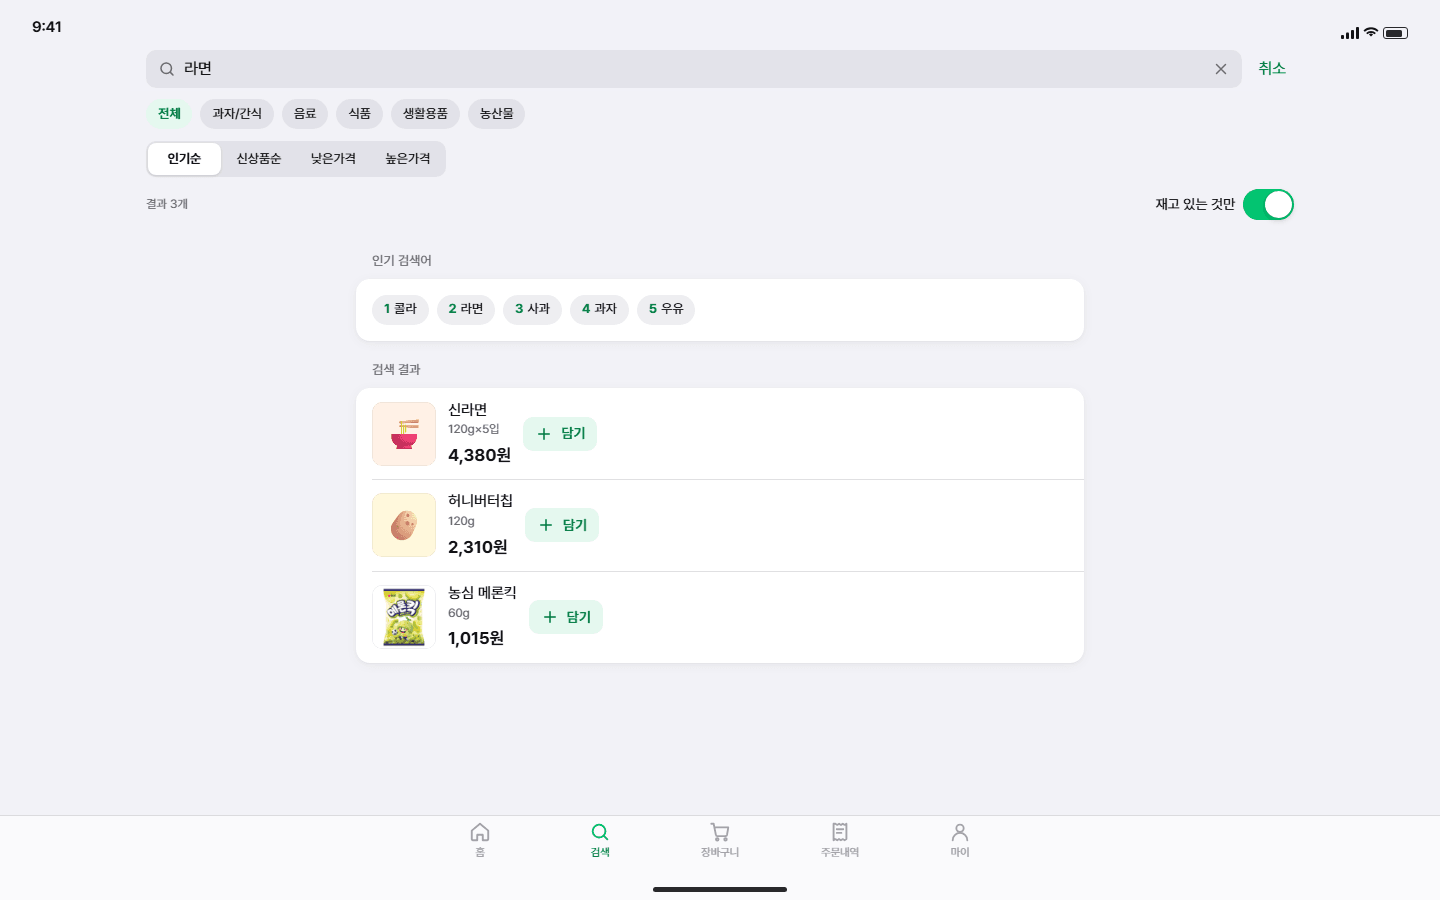 9:41
라면
취소
전체 과자/간식 음료 식품 생활용품 농산물
인기순 신상품순 낮은가격 높은가격
결과 3개
재고 있는 것만
인기 검색어
1 콜라 2 라면 3 사과 4 과자 5 우유
검색 결과
신라면
120g×5입
4,380원
담기
허니버터칩
120g
2,310원
담기
메론킥
농심 메론킥
60g
1,015원
담기
홈 검색 장바구니 주문내역 마이